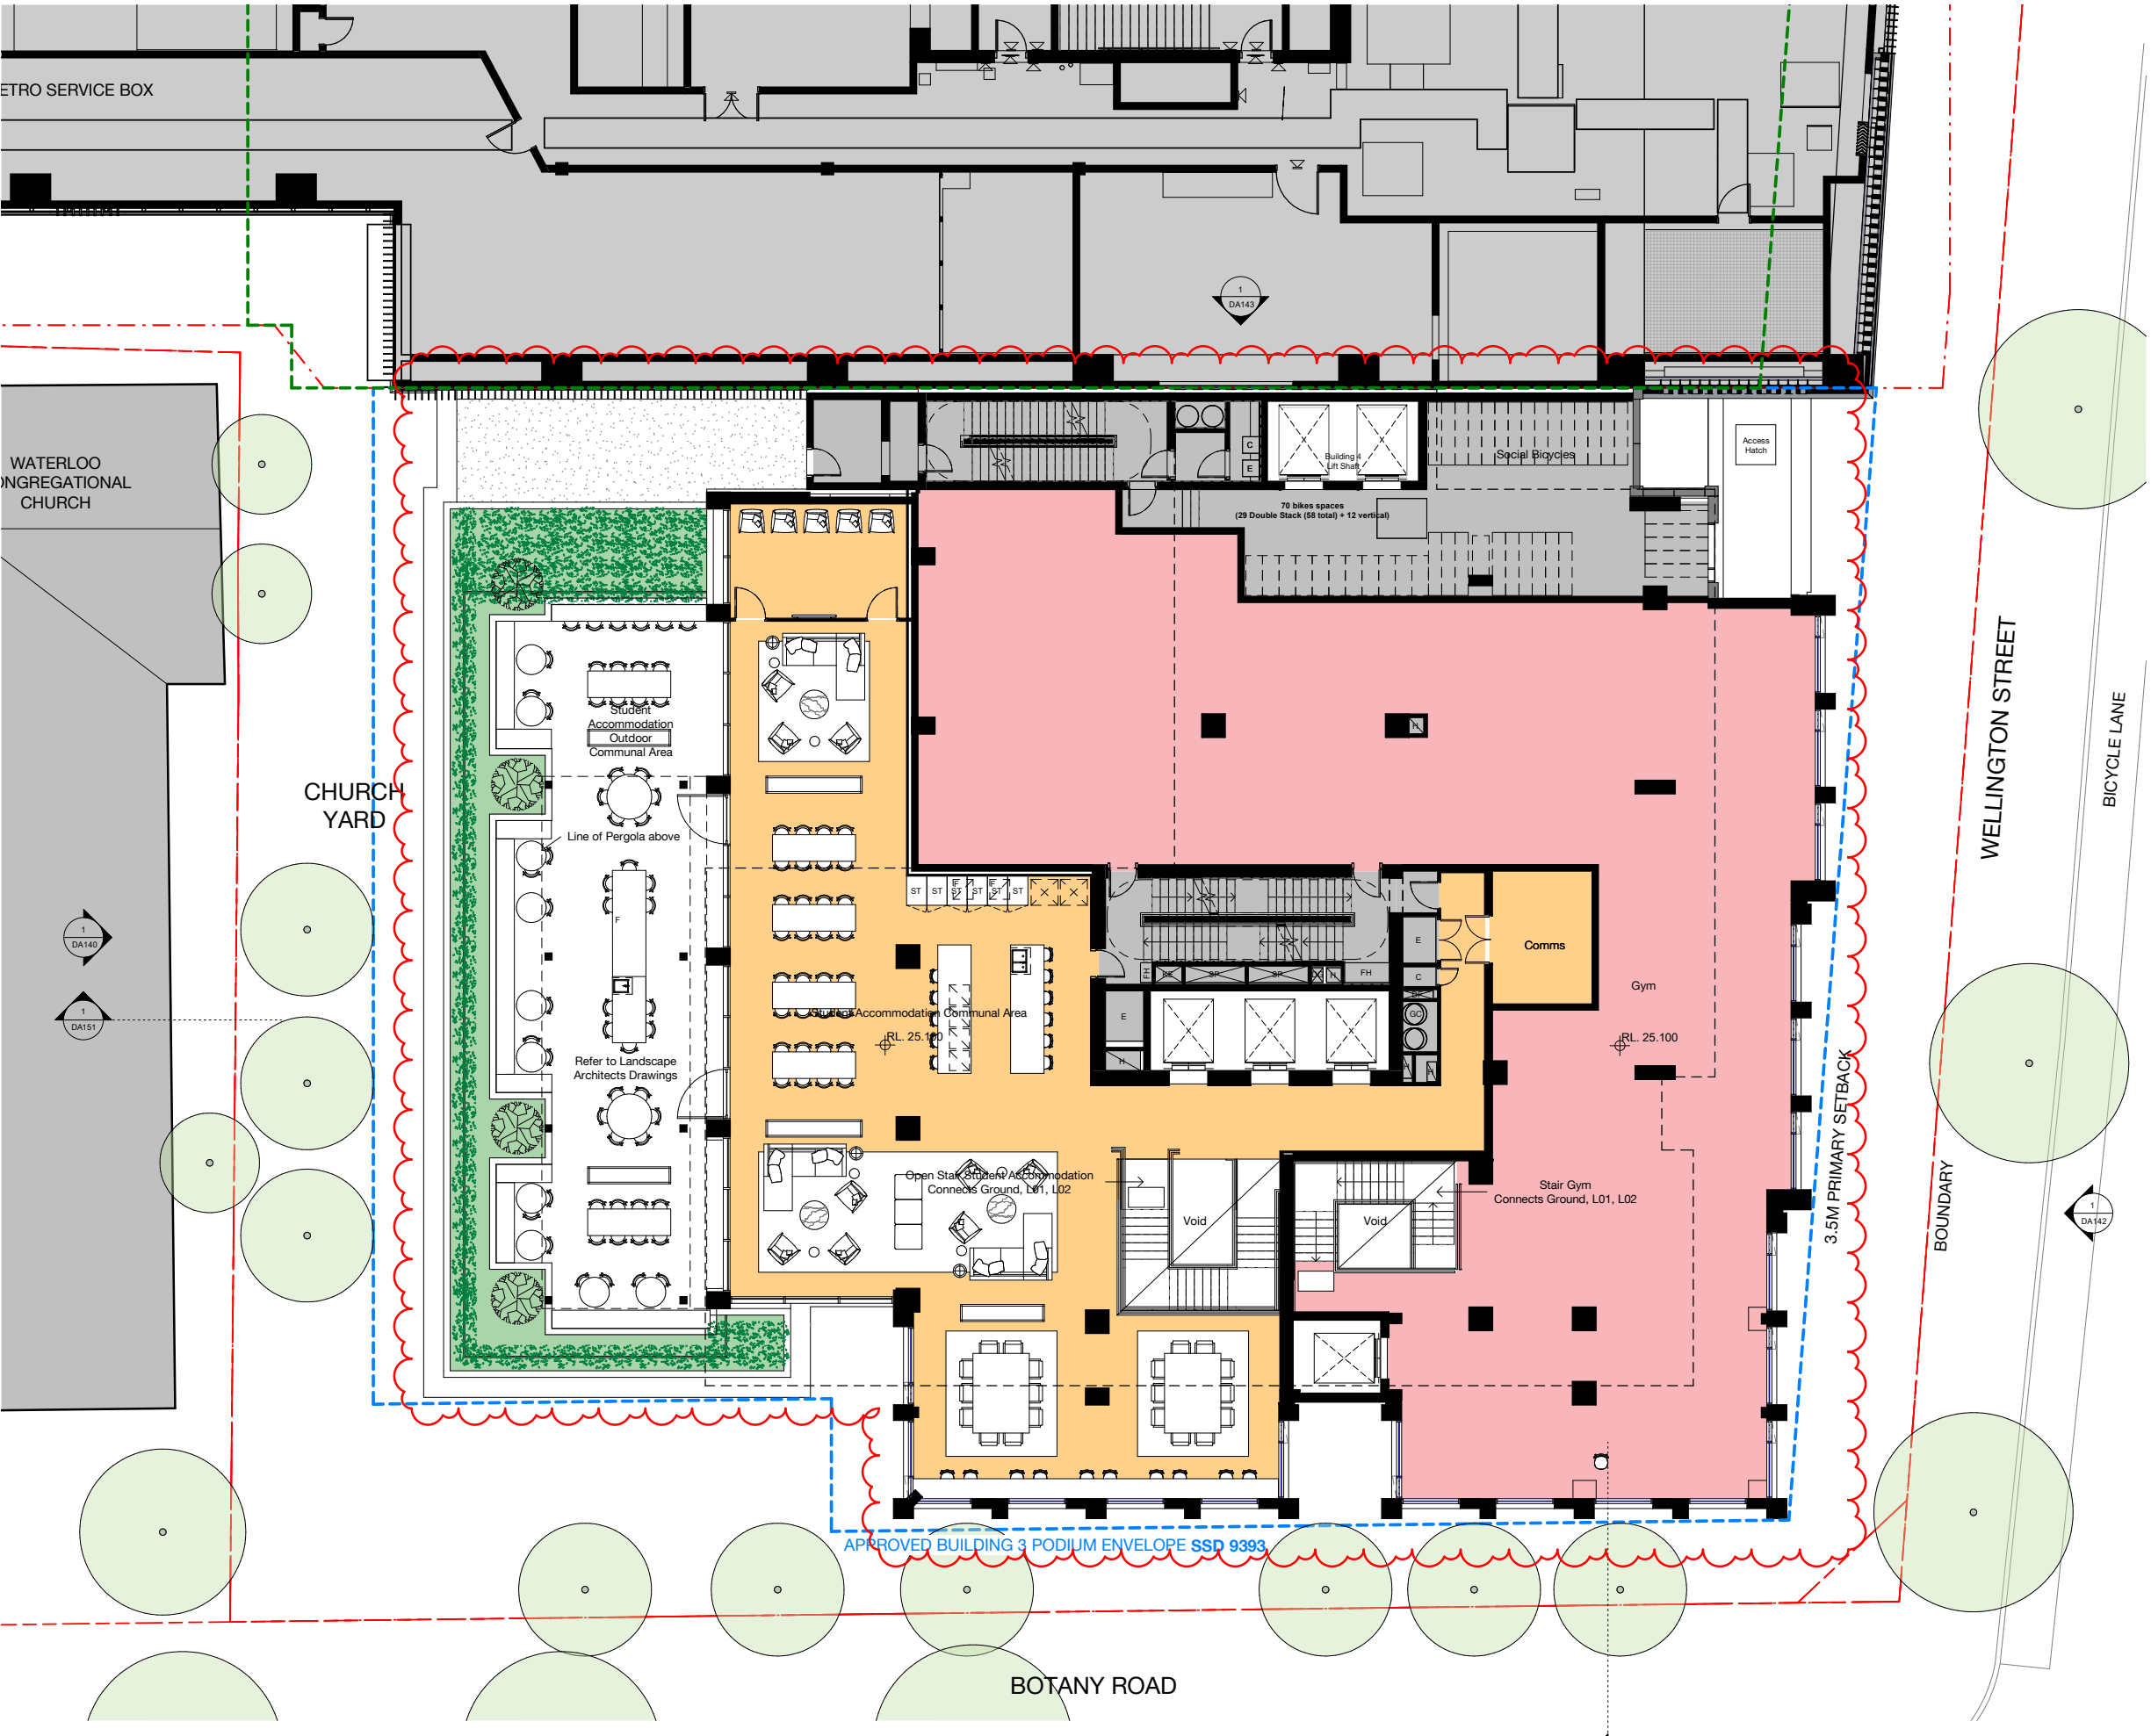 ETRO SERVICE BOX
1
DA143
WATERLOO
ONGREGATIONAL
CHURCH
C
E
Building 4
Lift Shaft
Social Bicycles
Access
Hatch
70 bikes spaces
(29 Double Stack (58 total) + 12 vertical)
Student
Accommodation
Outdoor
Communal Area
H
CHURCH
YARD
Line of Pergola above
WELLINGTON STREET
BICYCLE LANE
ST
ST
ST
ST
ST
ST
F
1
DA140
E
C
Comms
FH
SP
SP
H
FH
Gym
1
DA151
Student Accommodation Communal Area
RL. 25.100
E
H
GC
H
H
RL. 25.100
Refer to Landscape
Architects Drawings
3.5M PRIMARY SETBACK
BOUNDARY
Open Stair Student Accommodation
Connects Ground, L01, L02
Void
Void
Stair Gym
Connects Ground, L01, L02
1
DA142
APPROVED BUILDING 3 PODIUM ENVELOPE SSD 9393
BOTANY ROAD